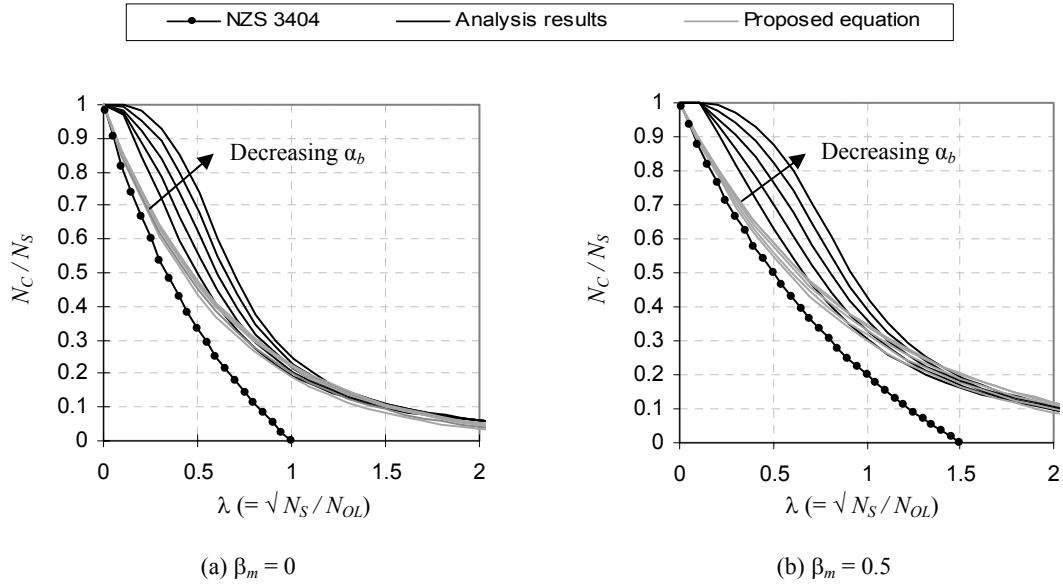 NZS 3404 Analysis results Proposed equation
1
0.9
0.8
0.7
0.6
0.5
0.4
0.3
0.2
0.1
0
N_C / N_S
Decreasing α_b
0 0.5 1 1.5 2
λ (= √ N_S / N_OL)
(a) β_m = 0
1
0.9
0.8
0.7
0.6
0.5
0.4
0.3
0.2
0.1
0
N_C / N_S
Decreasing α_b
0 0.5 1 1.5 2
λ (= √ N_S / N_OL)
(b) β_m = 0.5